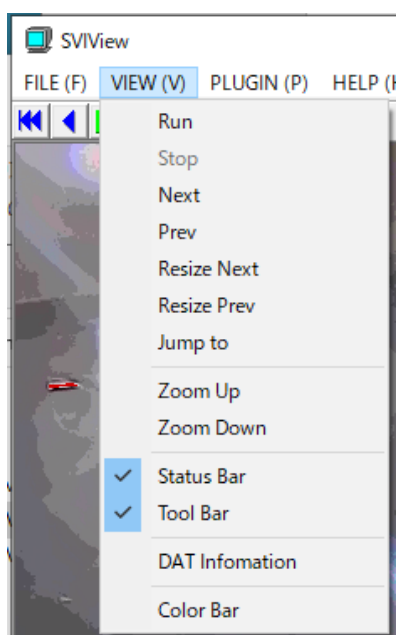 SVIView
FILE (F) VIEW (V) PLUGIN (P) HELP (
Run
Stop
Next
Prev
Resize Next
Resize Prev
Jump to
Zoom Up
Zoom Down
Status Bar
Tool Bar
DAT Infomation
Color Bar